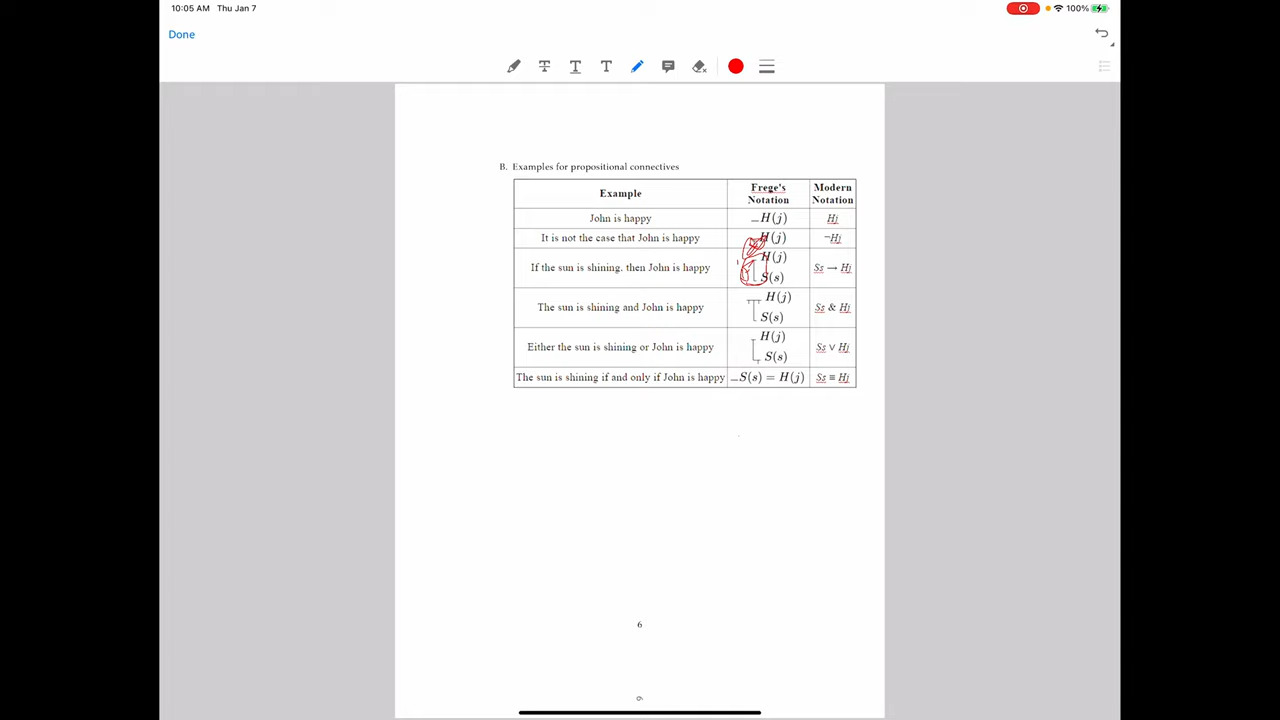 10:05 AM Thu Jan 7
100%
Done
B. Examples for propositional connectives
Example Frege's Notation Modern Notation
John is happy H(j) Hj
It is not the case that John is happy H(j) ¬Hj
If the sun is shining, then John is happy H(j) S(s) Ss → Hj
The sun is shining and John is happy H(j) S(s) Ss & Hj
Either the sun is shining or John is happy H(j) S(s) Ss ∨ Hj
The sun is shining if and only if John is happy S(s) = H(j) Ss ≡ Hj
6